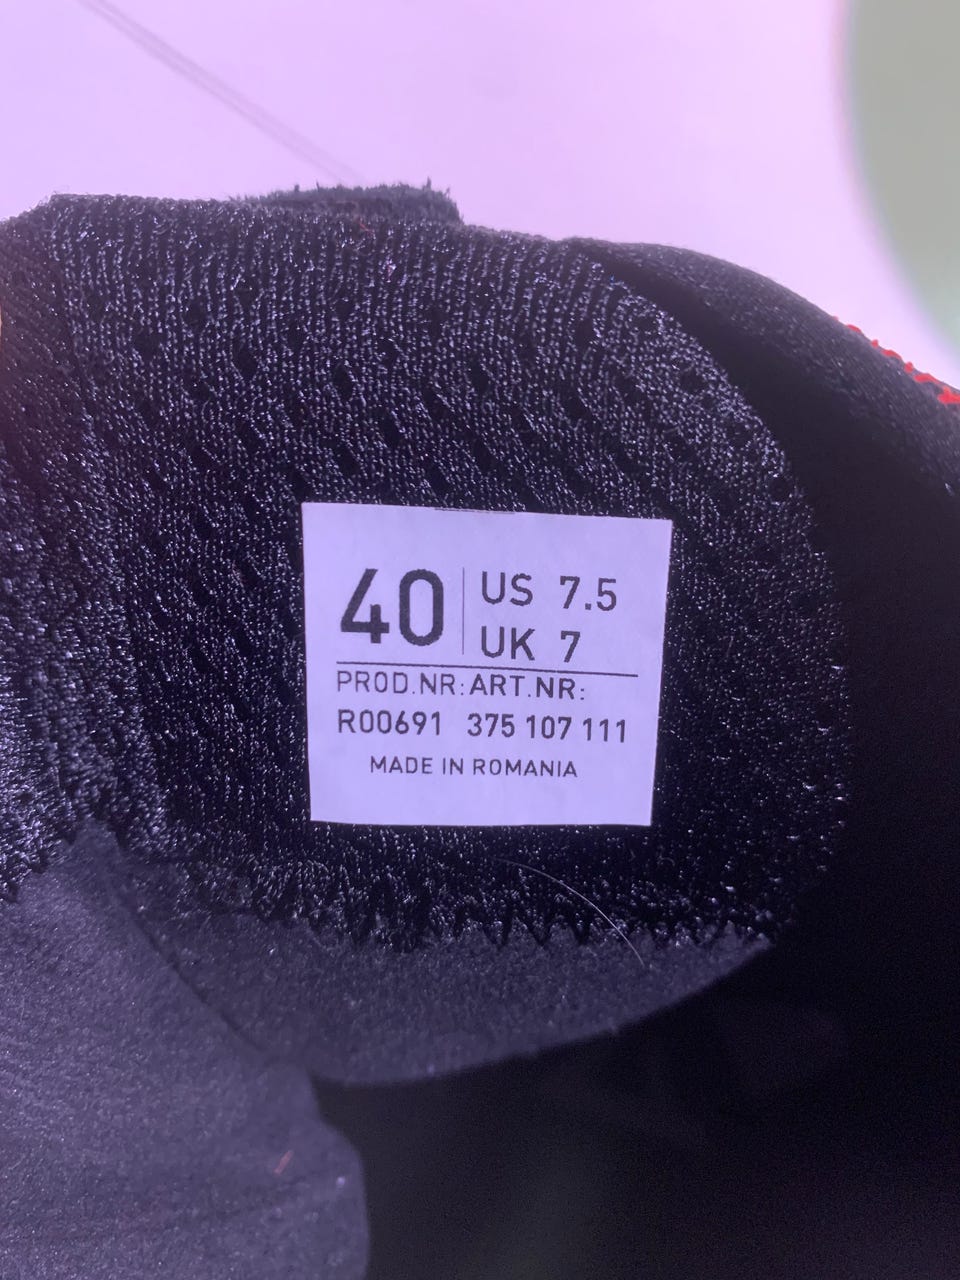 40 US 7.5
UK 7
PROD.NR: ART.NR:
R00691 375 107 111
MADE IN ROMANIA